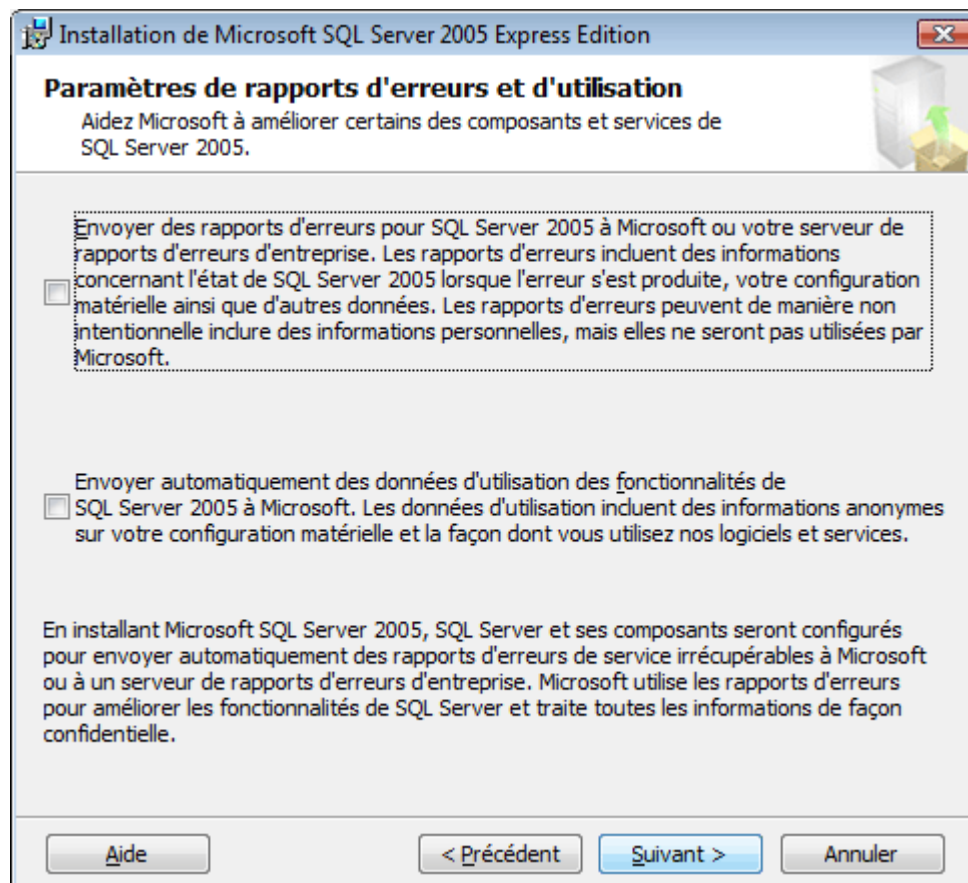 Installation de Microsoft SQL Server 2005 Express Edition
Paramètres de rapports d'erreurs et d'utilisation
Aidez Microsoft à améliorer certains des composants et services de
SQL Server 2005.
Envoyer des rapports d'erreurs pour SQL Server 2005 à Microsoft ou votre serveur de
rapports d'erreurs d'entreprise. Les rapports d'erreurs incluent des informations
concernant l'état de SQL Server 2005 lorsque l'erreur s'est produite, votre configuration
matérielle ainsi que d'autres données. Les rapports d'erreurs peuvent de manière non
intentionnelle inclure des informations personnelles, mais elles ne seront pas utilisées par
Microsoft.
Envoyer automatiquement des données d'utilisation des fonctionnalités de
SQL Server 2005 à Microsoft. Les données d'utilisation incluent des informations anonymes
sur votre configuration matérielle et la façon dont vous utilisez nos logiciels et services.
En installant Microsoft SQL Server 2005, SQL Server et ses composants seront configurés
pour envoyer automatiquement des rapports d'erreurs de service irrécupérables à Microsoft
ou à un serveur de rapports d'erreurs d'entreprise. Microsoft utilise les rapports d'erreurs
pour améliorer les fonctionnalités de SQL Server et traite toutes les informations de façon
confidentielle.
Aide
< Précédent
Suivant >
Annuler